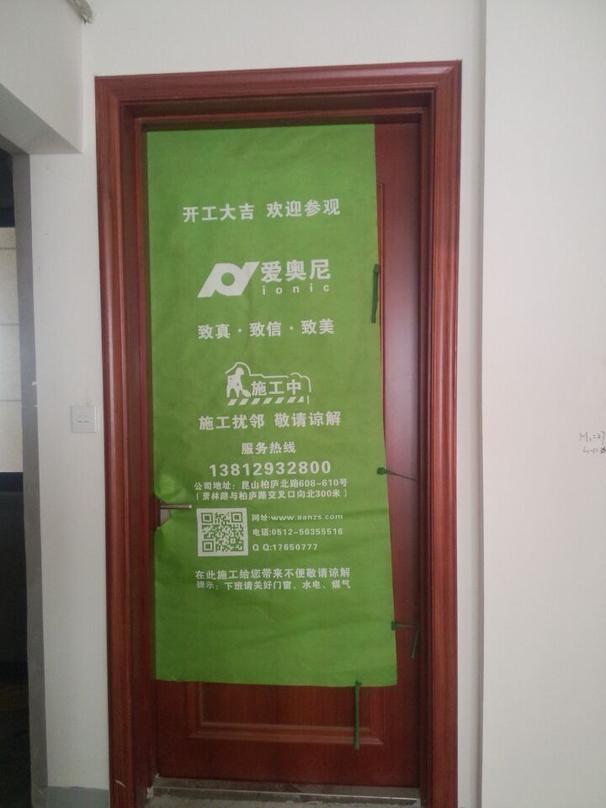 开工大吉 欢迎参观
爱奥尼
ionic
致真·致信·致美
施工中
施工扰邻 敬请谅解
服务热线
13812932800
公司地址：昆山柏庐北路608-610号
（萧林路与柏庐路交叉口向北300米）
网址:www.aanzs.com
电话:0512-50355516
Q Q:17650777
在此施工给您带来不便敬请谅解
提示：下班请关好门窗、水电、煤气